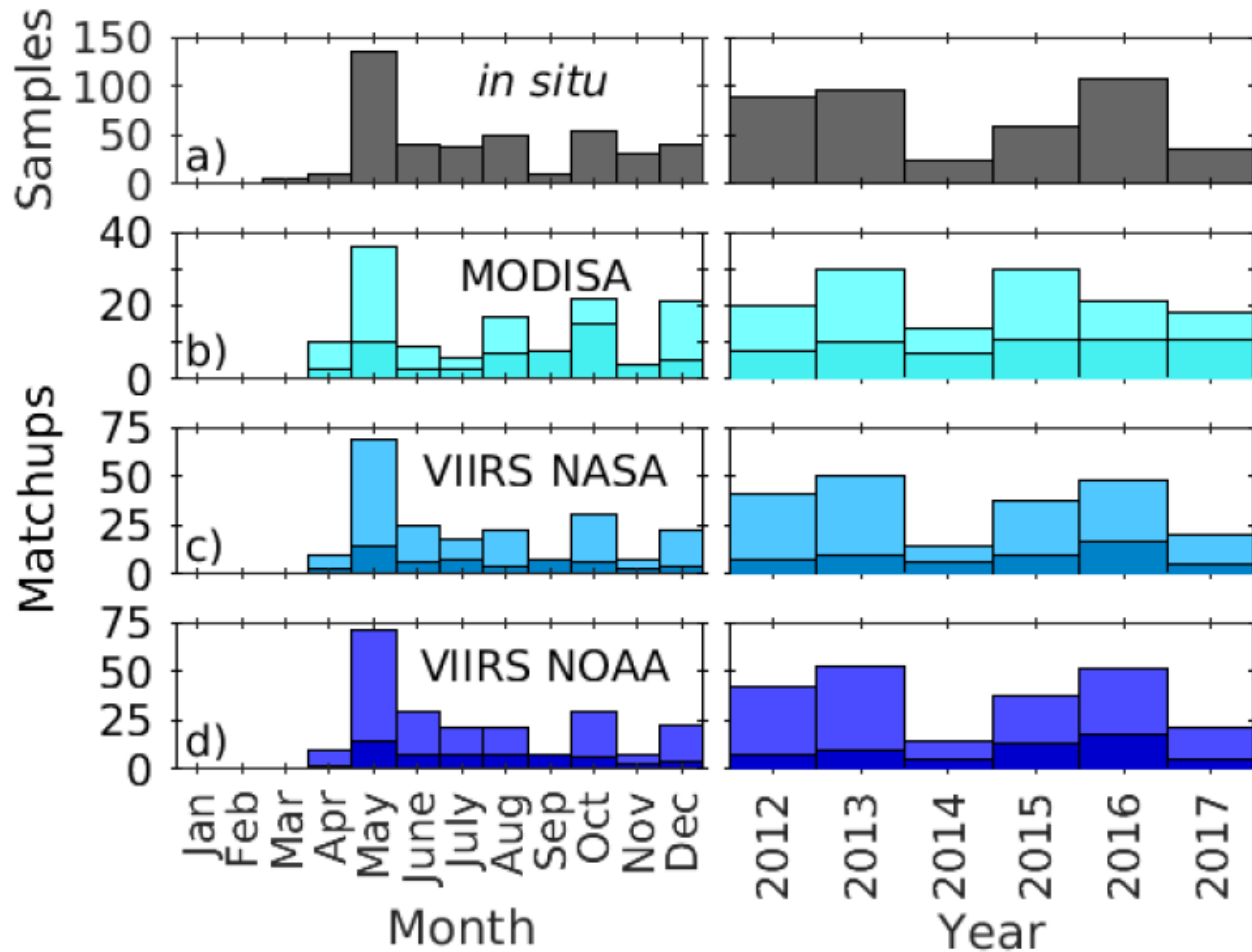 Samples
150
100
50
0
a)
in situ
Matchups
40
20
0
b)
MODISA
75
50
25
0
c)
VIIRS NASA
75
50
25
0
d)
VIIRS NOAA
Jan
Feb
Mar
Apr
May
June
July
Aug
Sep
Oct
Nov
Dec
Month
2012
2013
2014
2015
2016
2017
Year